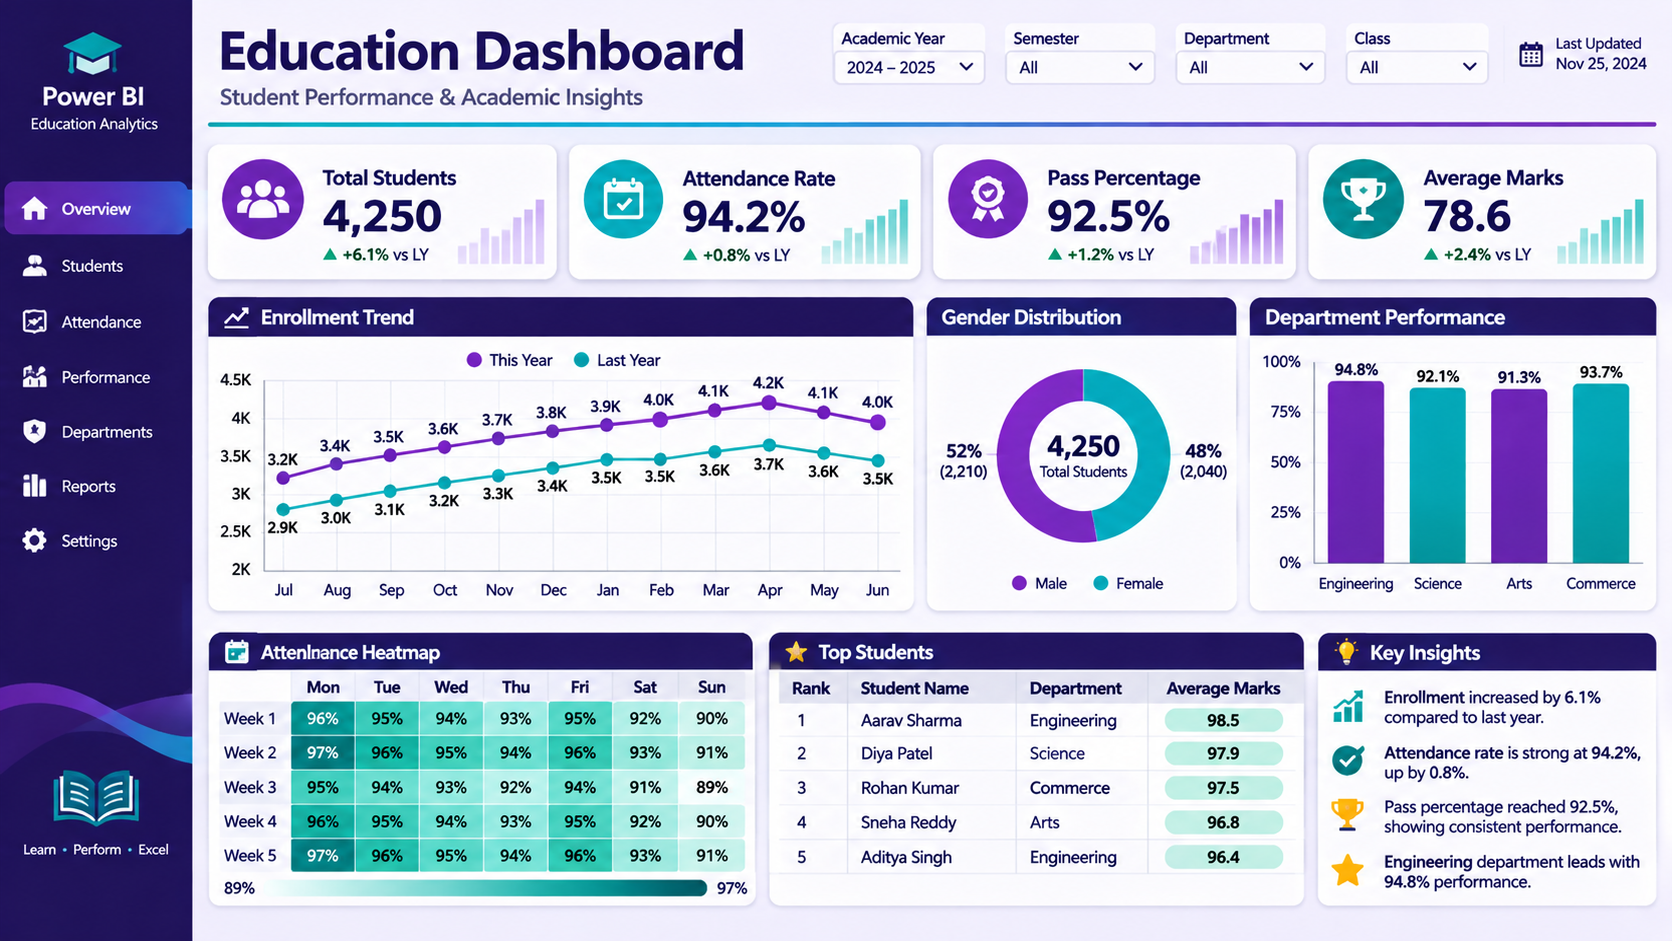 Power BI
Education Analytics
Overview
Students
Attendance
Performance
Departments
Reports
Settings
Learn • Perform • Excel
Education Dashboard
Student Performance & Academic Insights
Academic Year
2024 – 2025
Semester
All
Department
All
Class
All
Last Updated
Nov 25, 2024
Total Students
4,250
▲ +6.1% vs LY
Attendance Rate
94.2%
▲ +0.8% vs LY
Pass Percentage
92.5%
▲ +1.2% vs LY
Average Marks
78.6
▲ +2.4% vs LY
Enrollment Trend
This Year Last Year
4.5K
4K
3.5K
3K
2.5K
2K
3.2K 3.4K 3.5K 3.6K 3.7K 3.8K 3.9K 4.0K 4.1K 4.2K 4.1K 4.0K
2.9K 3.0K 3.1K 3.2K 3.3K 3.4K 3.5K 3.5K 3.6K 3.7K 3.6K 3.5K
Jul Aug Sep Oct Nov Dec Jan Feb Mar Apr May Jun
Gender Distribution
52%
(2,210)
4,250
Total Students
48%
(2,040)
Male Female
Department Performance
100%
75%
50%
25%
0%
94.8% 92.1% 91.3% 93.7%
Engineering Science Arts Commerce
Attenlnance Heatmap
Mon Tue Wed Thu Fri Sat Sun
Week 1 96% 95% 94% 93% 95% 92% 90%
Week 2 97% 96% 95% 94% 96% 93% 91%
Week 3 95% 94% 93% 92% 94% 91% 89%
Week 4 96% 95% 94% 93% 95% 92% 90%
Week 5 97% 96% 95% 94% 96% 93% 91%
89% 97%
Top Students
Rank Student Name Department Average Marks
1 Aarav Sharma Engineering 98.5
2 Diya Patel Science 97.9
3 Rohan Kumar Commerce 97.5
4 Sneha Reddy Arts 96.8
5 Aditya Singh Engineering 96.4
Key Insights
Enrollment increased by 6.1%
compared to last year.
Attendance rate is strong at 94.2%,
up by 0.8%.
Pass percentage reached 92.5%,
showing consistent performance.
Engineering department leads with
94.8% performance.